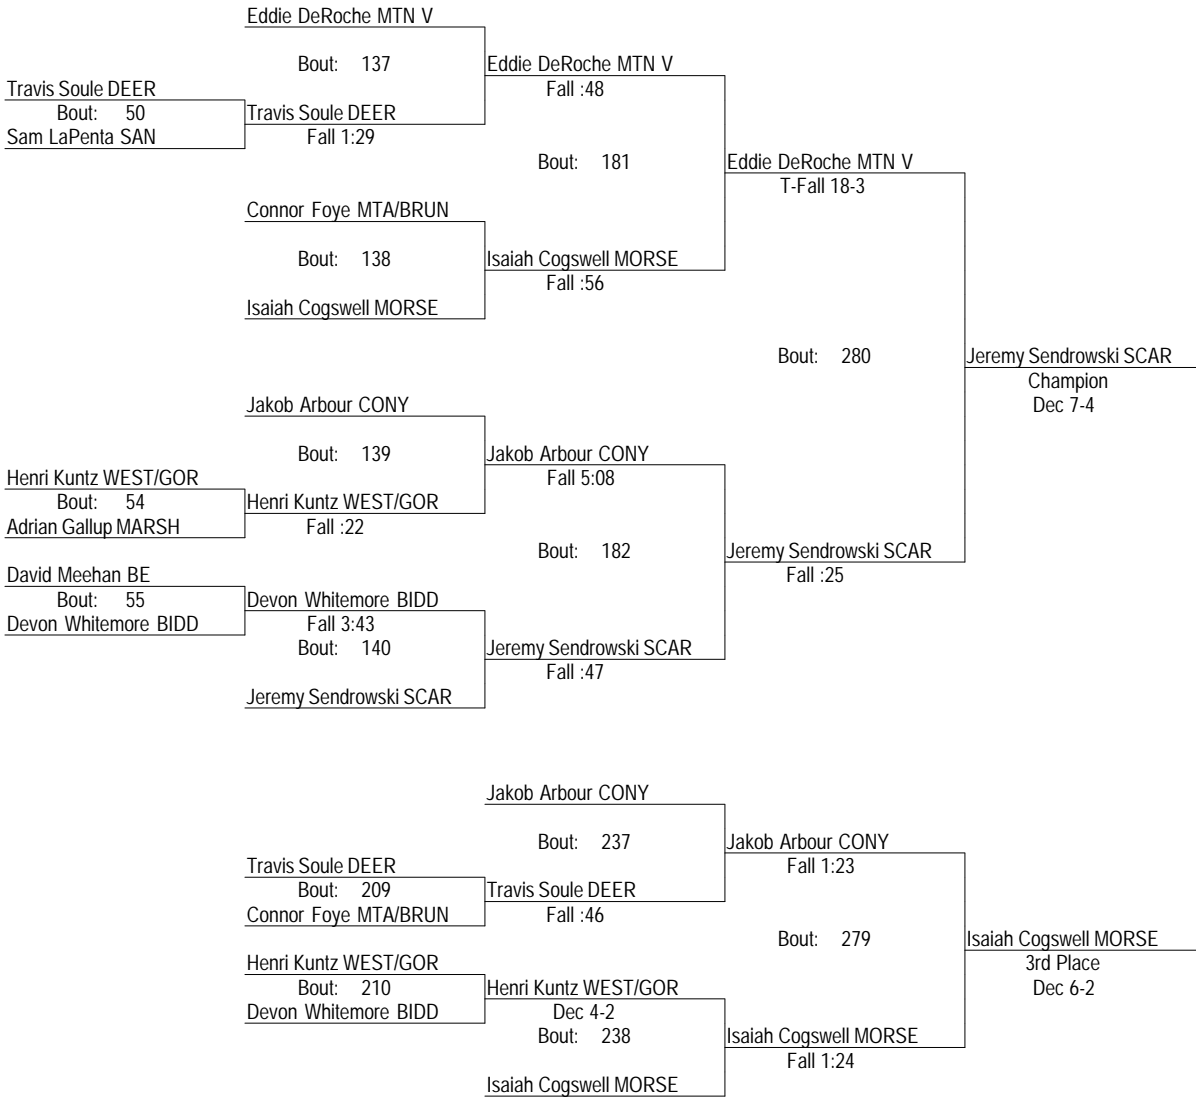 Eddie DeRoche MTN V
Bout: 137
Eddie DeRoche MTN V
Fall :48
Travis Soule DEER
Bout: 50
Sam LaPenta SAN
Travis Soule DEER
Fall 1:29
Bout: 181
Eddie DeRoche MTN V
T-Fall 18-3
Connor Foye MTA/BRUN
Bout: 138
Isaiah Cogswell MORSE
Fall :56
Isaiah Cogswell MORSE
Bout: 280
Jeremy Sendrowski SCAR
Champion
Dec 7-4
Jakob Arbour CONY
Bout: 139
Jakob Arbour CONY
Fall 5:08
Henri Kuntz WEST/GOR
Bout: 54
Adrian Gallup MARSH
Henri Kuntz WEST/GOR
Fall :22
Bout: 182
Jeremy Sendrowski SCAR
Fall :25
David Meehan BE
Bout: 55
Devon Whitemore BIDD
Devon Whitemore BIDD
Fall 3:43
Bout: 140
Jeremy Sendrowski SCAR
Fall :47
Jeremy Sendrowski SCAR
Jakob Arbour CONY
Bout: 237
Jakob Arbour CONY
Fall 1:23
Travis Soule DEER
Bout: 209
Connor Foye MTA/BRUN
Travis Soule DEER
Fall :46
Bout: 279
Isaiah Cogswell MORSE
3rd Place
Dec 6-2
Henri Kuntz WEST/GOR
Bout: 210
Devon Whitemore BIDD
Henri Kuntz WEST/GOR
Dec 4-2
Bout: 238
Isaiah Cogswell MORSE
Fall 1:24
Isaiah Cogswell MORSE